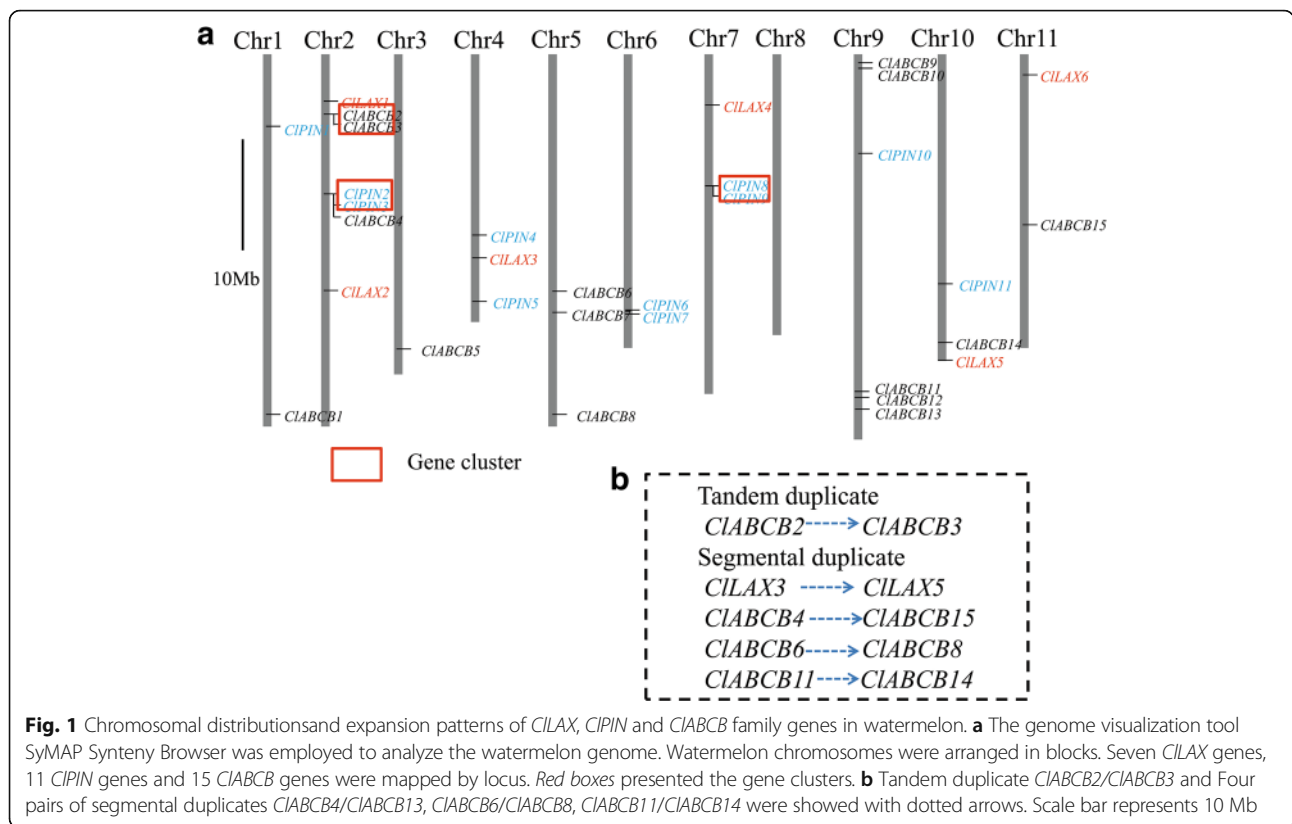 a
Chr1 Chr2 Chr3 Chr4 Chr5 Chr6 Chr7 Chr8 Chr9 Chr10 Chr11
ClABCB9
ClABCB10
ClLAX6
ClLAX1
ClLAX4
ClABCB2
ClABCB3
ClPIN
ClPIN10
ClPIN8
ClPIN9
ClPIN2
ClPIN3
ClABCB4
ClABCB15
ClPIN4
ClLAX3
10Mb
ClPIN11
ClLAX2
ClABCB6
ClPIN5
ClPIN6
ClABCB7
ClPIN7
ClABCB14
ClABCB5
ClLAX5
ClABCB11
ClABCB12
ClABCB13
ClABCB1
ClABCB8
Gene cluster
b
Tandem duplicate
ClABCB2 ClABCB3
Segmental duplicate
ClLAX3 ClLAX5
ClABCB4 ClABCB15
ClABCB6 ClABCB8
ClABCB11 ClABCB14
Fig. 1 Chromosomal distributionsand expansion patterns of ClLAX, ClPIN and ClABCB family genes in watermelon. a The genome visualization tool
SyMAP Synteny Browser was employed to analyze the watermelon genome. Watermelon chromosomes were arranged in blocks. Seven ClLAX genes,
11 ClPIN genes and 15 ClABCB genes were mapped by locus. Red boxes presented the gene clusters. b Tandem duplicate ClABCB2/ClABCB3 and Four
pairs of segmental duplicates ClABCB4/ClABCB13, ClABCB6/ClABCB8, ClABCB11/ClABCB14 were showed with dotted arrows. Scale bar represents 10 Mb